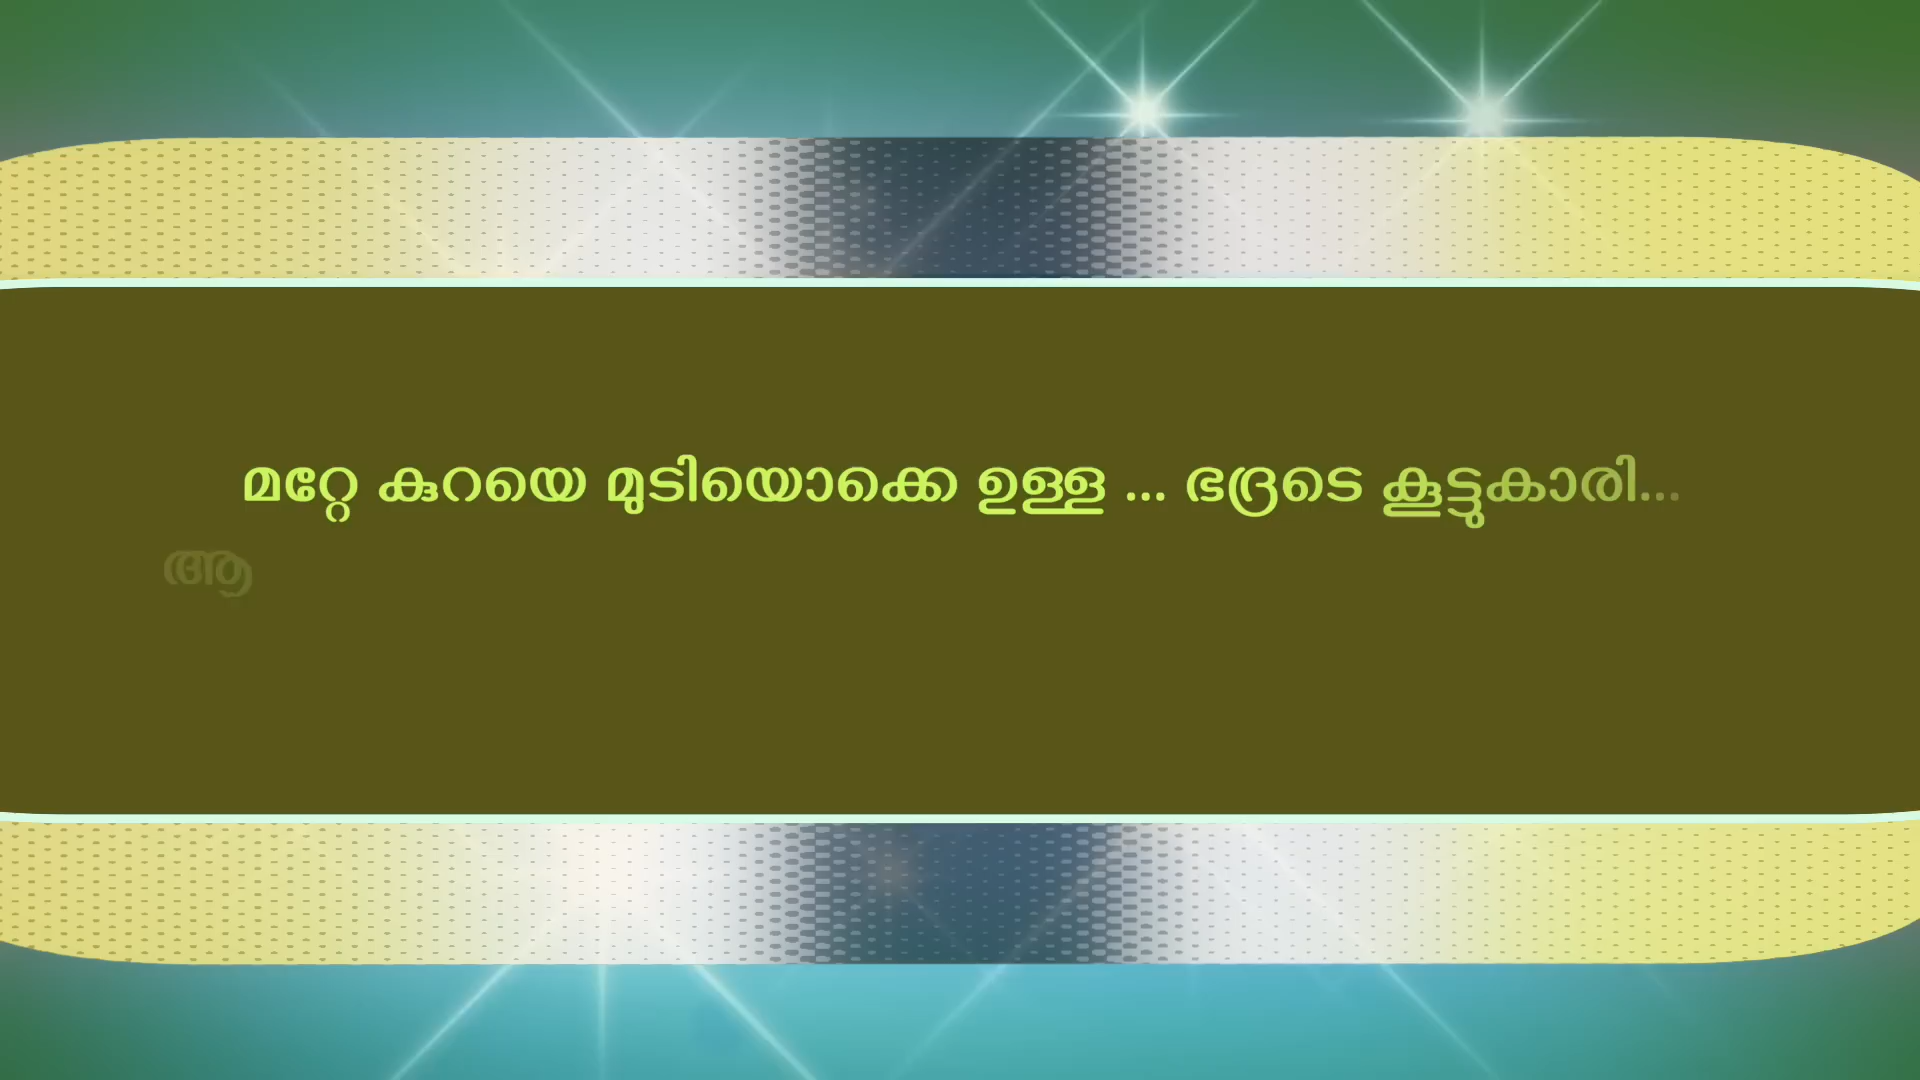 മറ്റേ കുറയെ മുടിയൊക്കെ ഉള്ള ... ഭദ്രടെ കൂട്ടുകാരി...
ആ